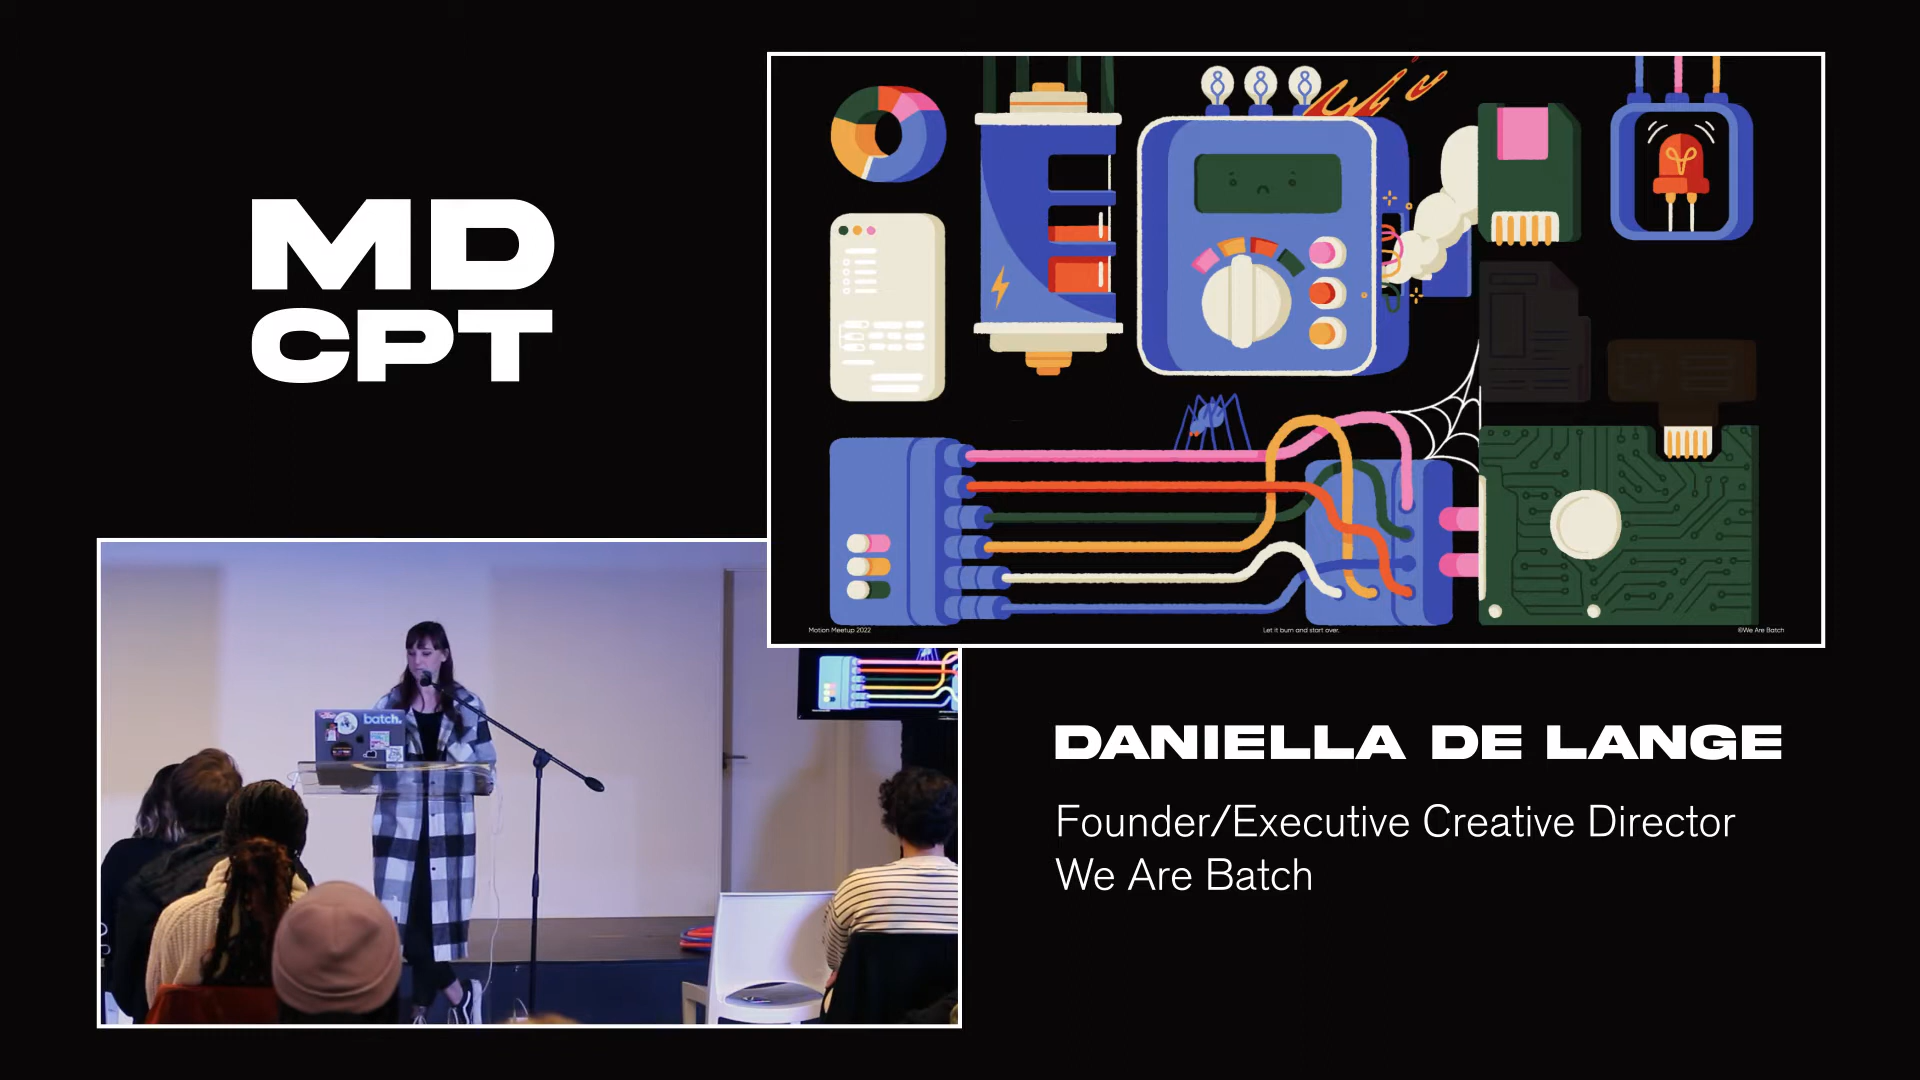 MD
CPT
Motion Meetup 2022
Let it burn and start over.
©We Are Batch
batch.
DANIELLA DE LANGE
Founder/Executive Creative Director
We Are Batch